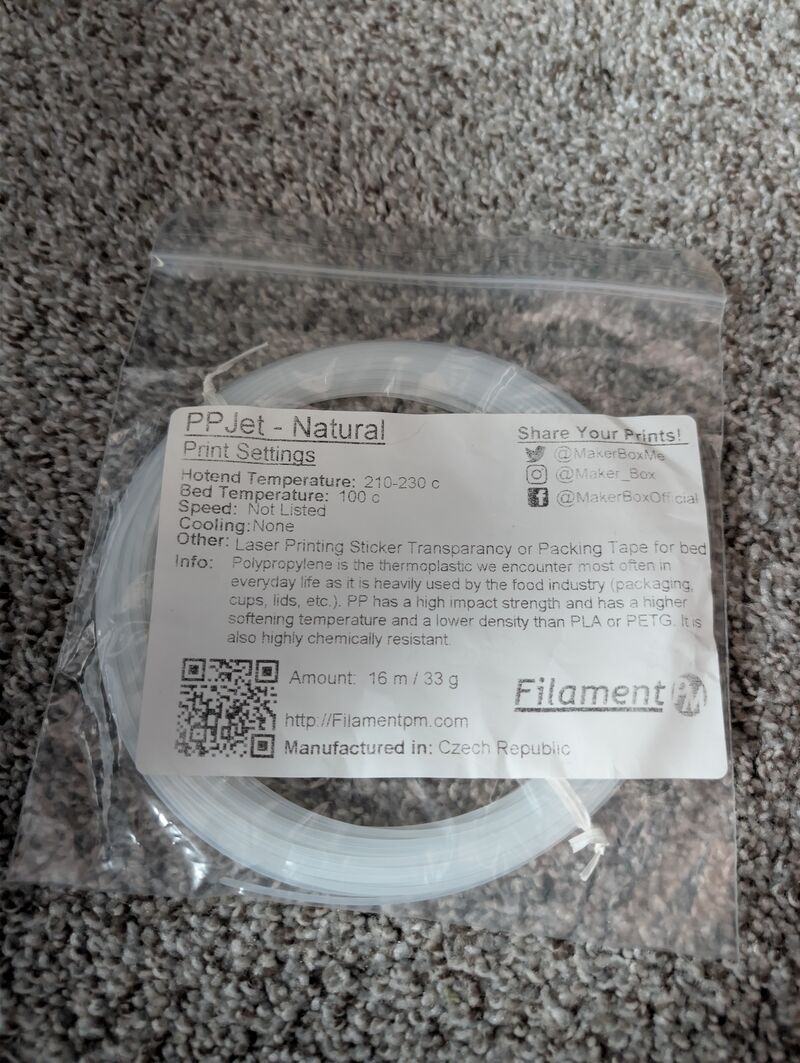 PPJet - Natural
Print Settings
Hotend Temperature: 210-230 c
Bed Temperature: 100 c
Speed: Not Listed
Cooling:None
Other: Laser Printing Sticker Transparancy or Packing Tape for bed
Info: Polypropylene is the thermoplastic we encounter most often in
everyday life as it is heavily used by the food industry (packaging,
cups, lids, etc.). PP has a high impact strength and has a higher
softening temperature and a lower density than PLA or PETG. It is
also highly chemically resistant.
Share Your Prints!
@MakerBoxMe
@Maker_Box
@MakerBoxOfficial
Amount: 16 m / 33 g
http://Filamentpm.com
Manufactured in: Czech Republic
Filament PM